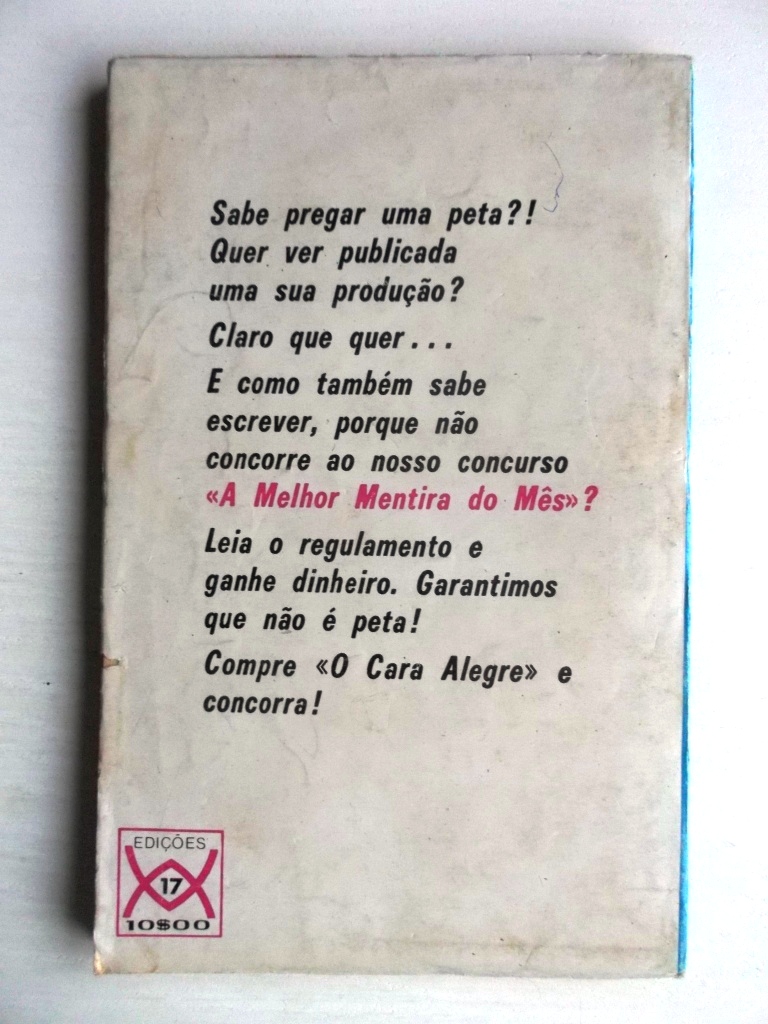 Sabe pregar uma peta?!
Quer ver publicada
uma sua produção?
Claro que quer...
E como também sabe
escrever, porque não
concorre ao nosso concurso
«A Melhor Mentira do Mês»?
Leia o regulamento e
ganhe dinheiro. Garantimos
que não é peta!
Compre «O Cara Alegre» e
concorra!
EDIÇÕES
17
10$00